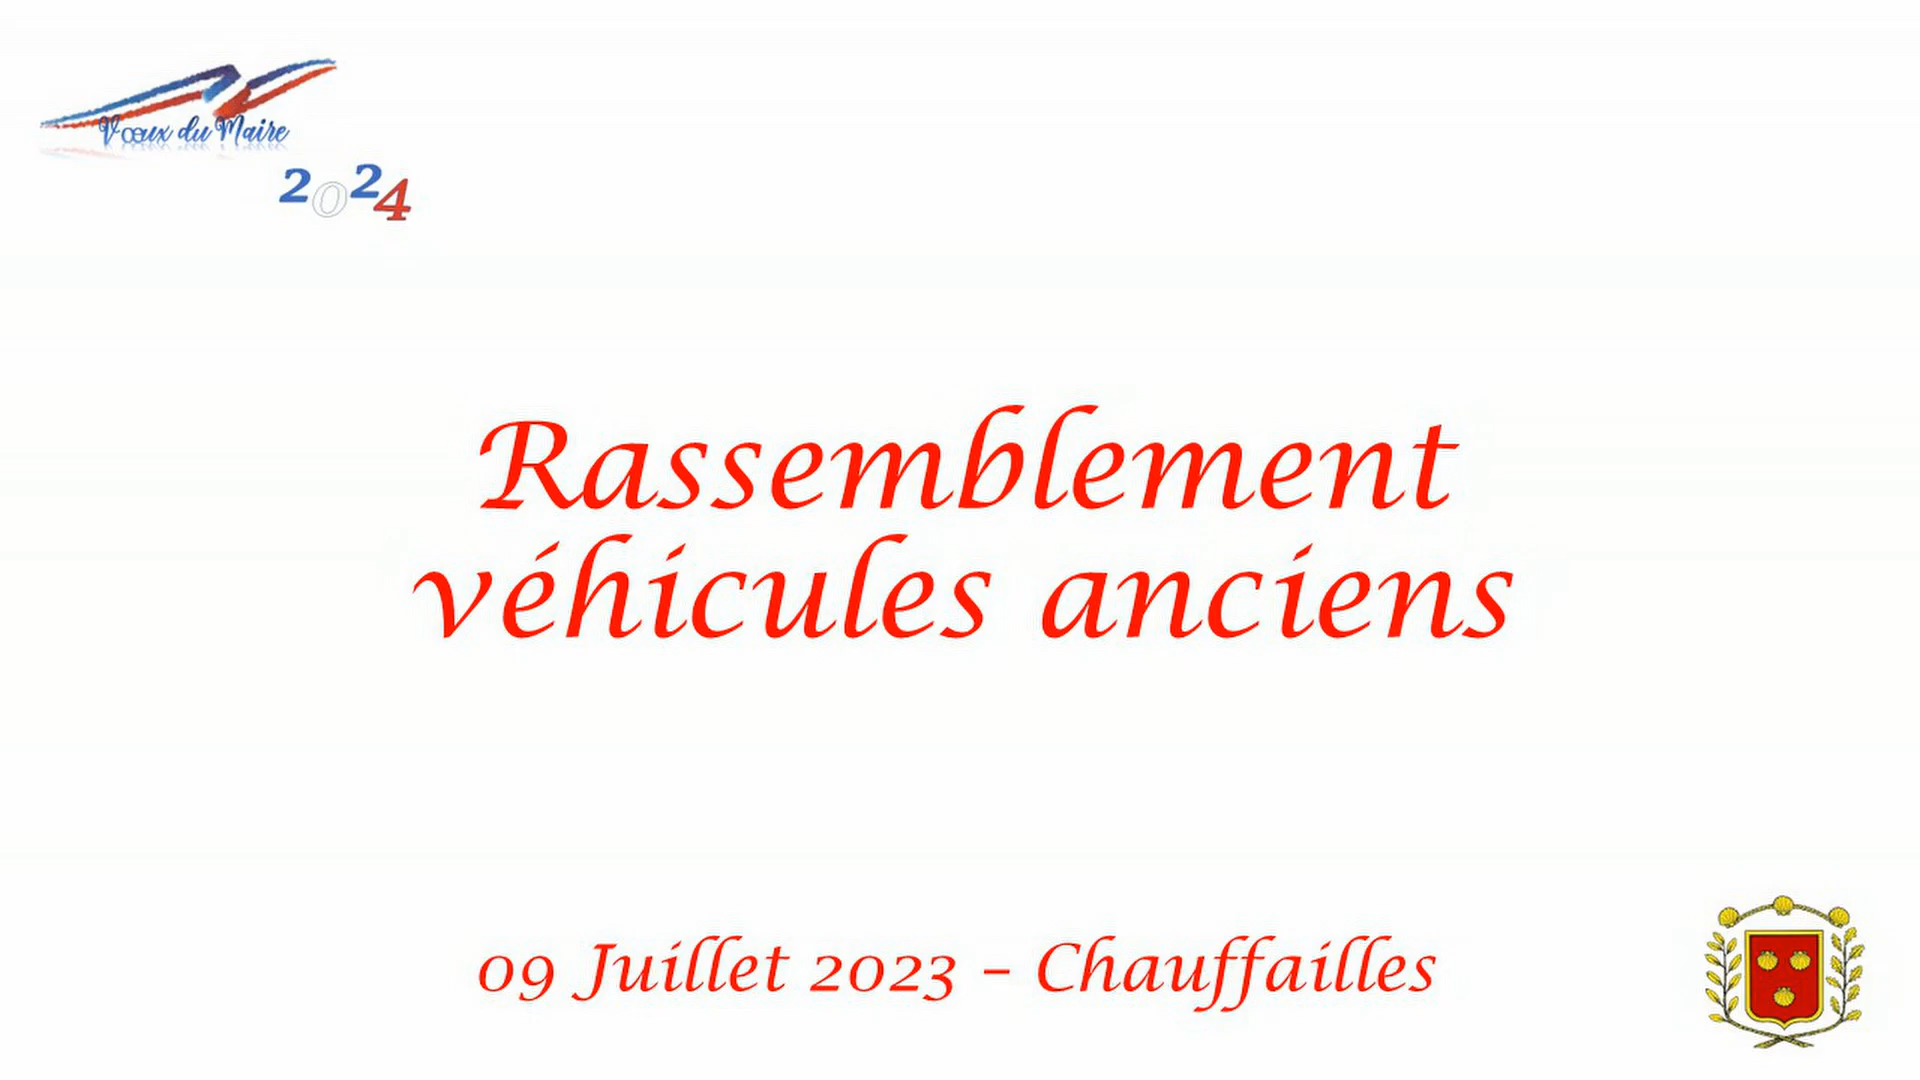 Vœux du Maire
2024
Rassemblement
véhicules anciens
09 Juillet 2023 – Chauffailles